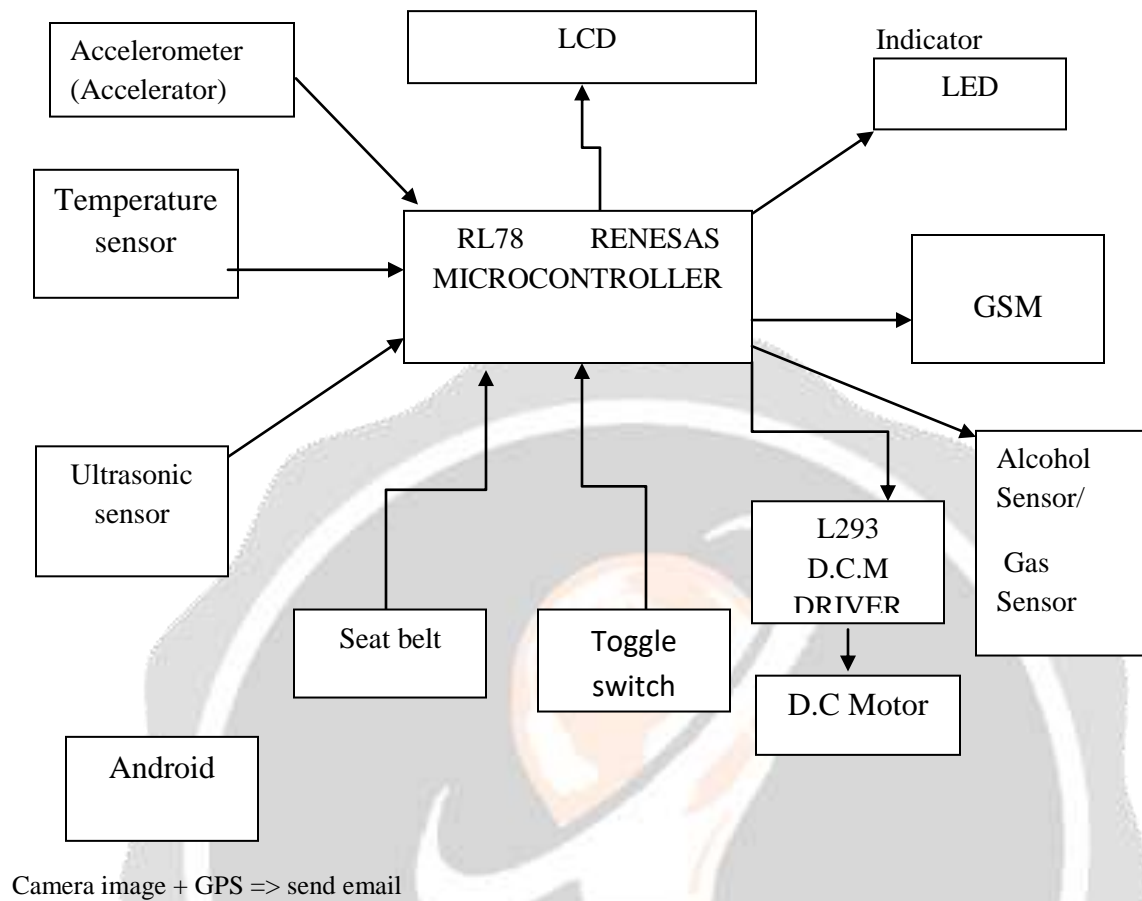 Accelerometer
(Accelerator)
LCD
Indicator
LED
Temperature
sensor
RL78 RENESAS
MICROCONTROLLER
GSM
Ultrasonic
sensor
Alcohol
Sensor/
Gas
Sensor
L293
D.C.M
DRIVER
Seat belt
Toggle
switch
D.C Motor
Android
Camera image + GPS => send email